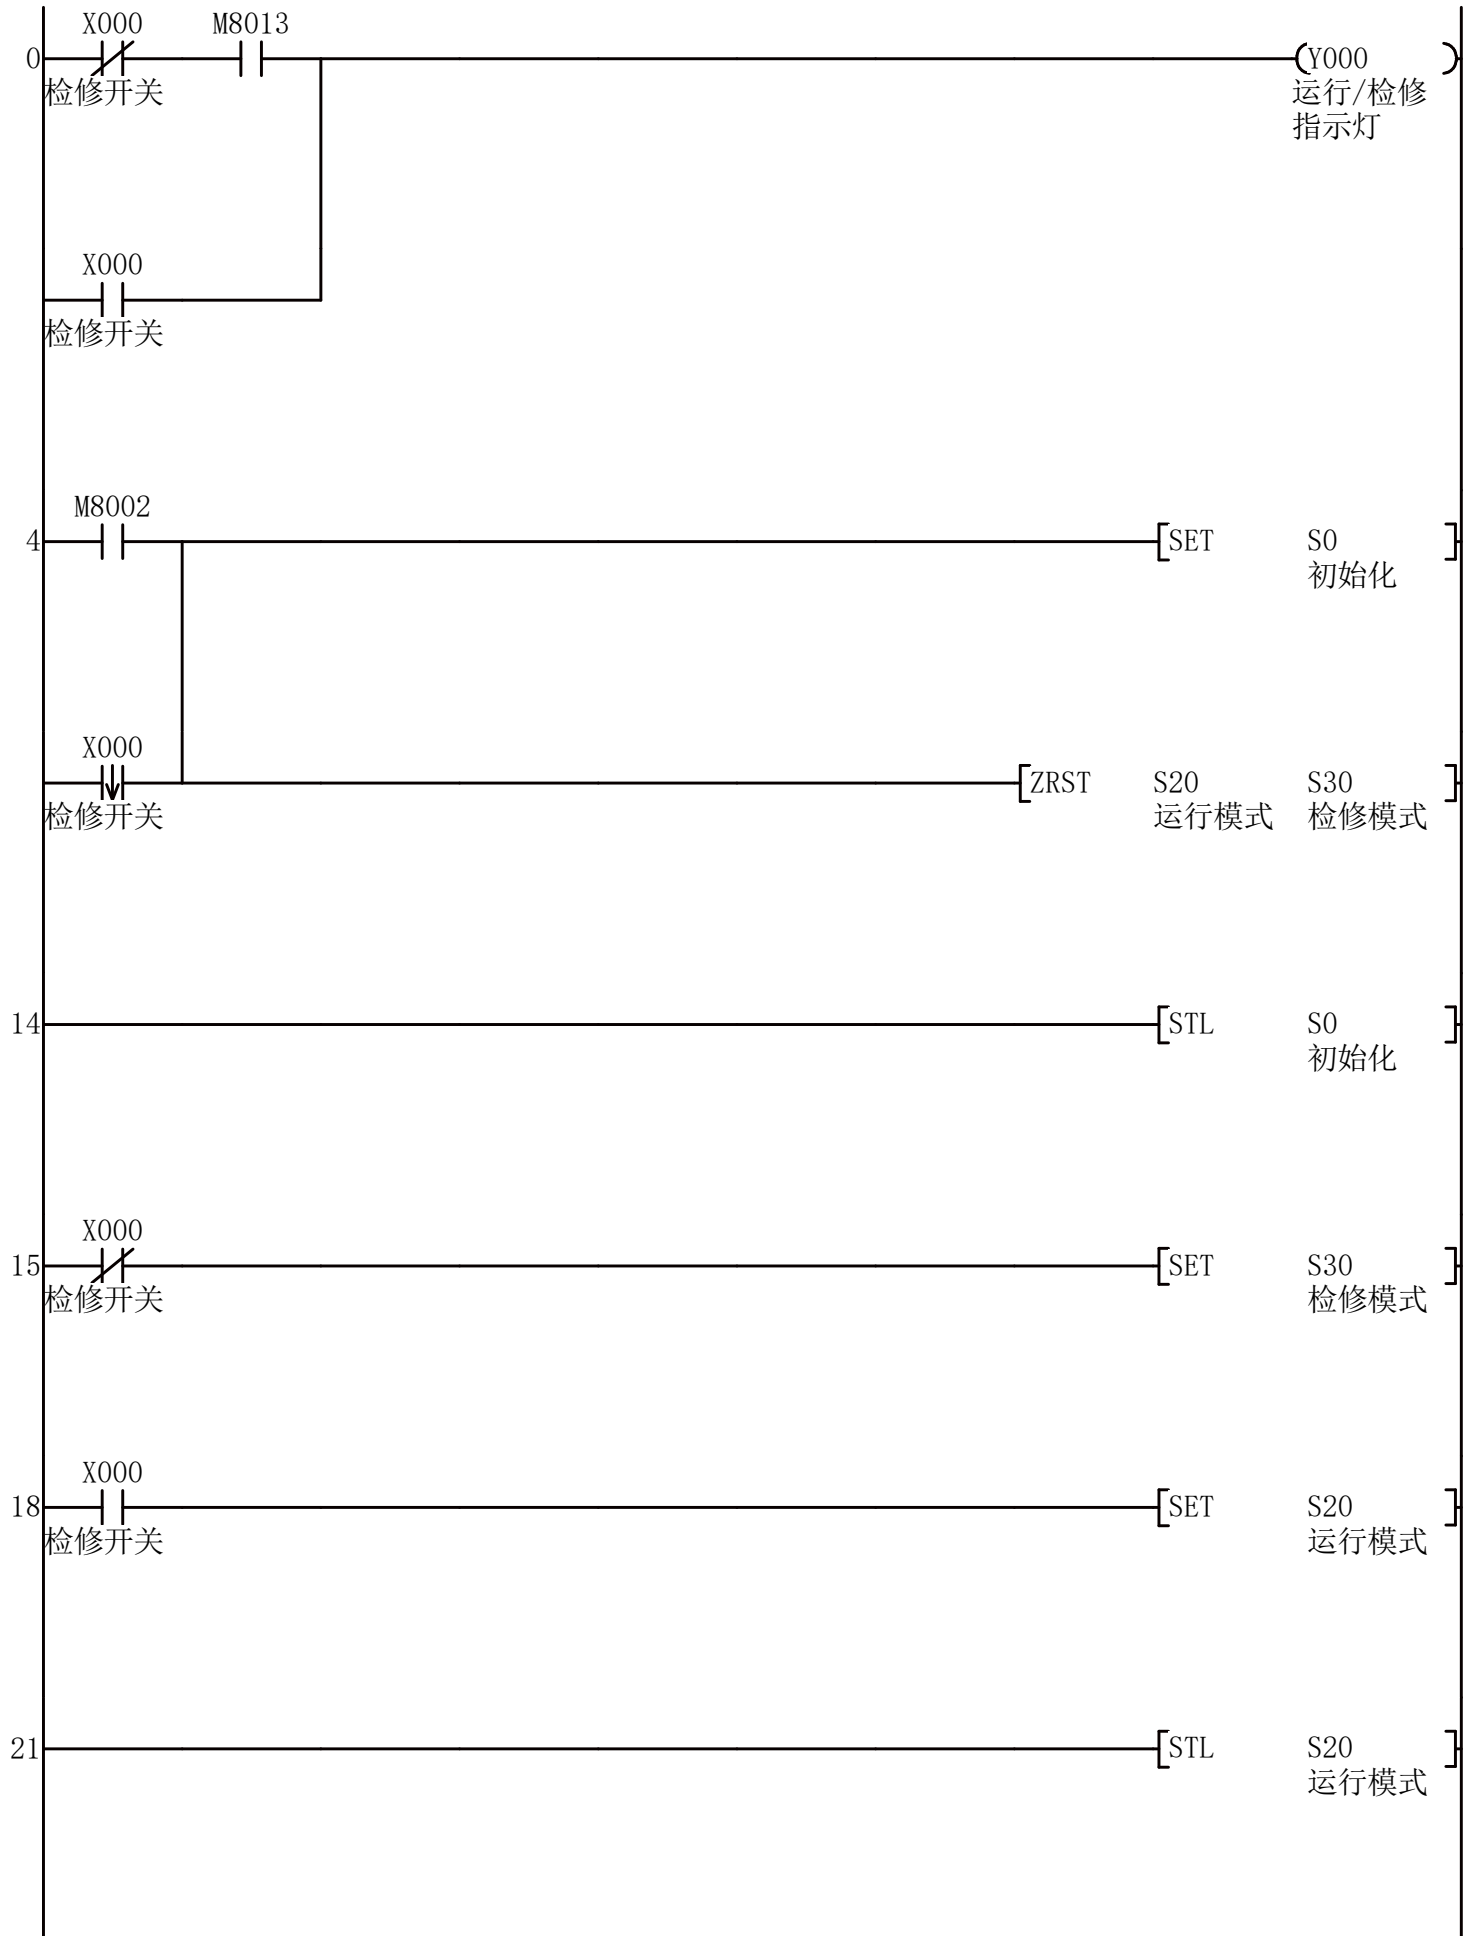 X000 M8013
0 Y000
检修开关 运行/检修
指示灯
X000
检修开关
M8002
4 SET S0
初始化
X000
ZRST S20 S30
检修开关 运行模式 检修模式
14 STL S0
初始化
X000
15 SET S30
检修开关 检修模式
X000
18 SET S20
检修开关 运行模式
21 STL S20
运行模式